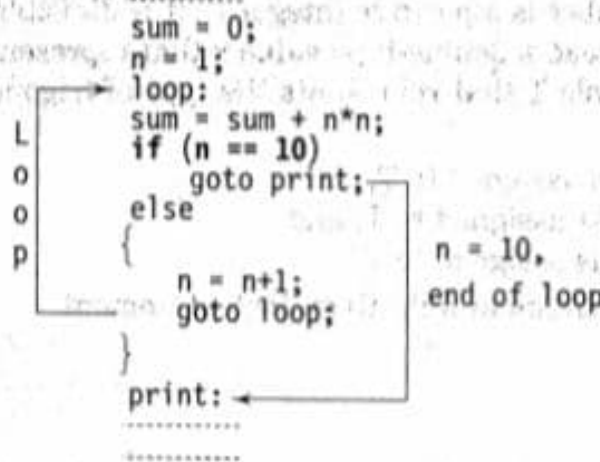 sum = 0;
n = 1;
loop:
sum = sum + n*n;
if (n == 10)
goto print;
else
{
n = n+1;
goto loop;
}
print:
Loop
n = 10,
end of loop